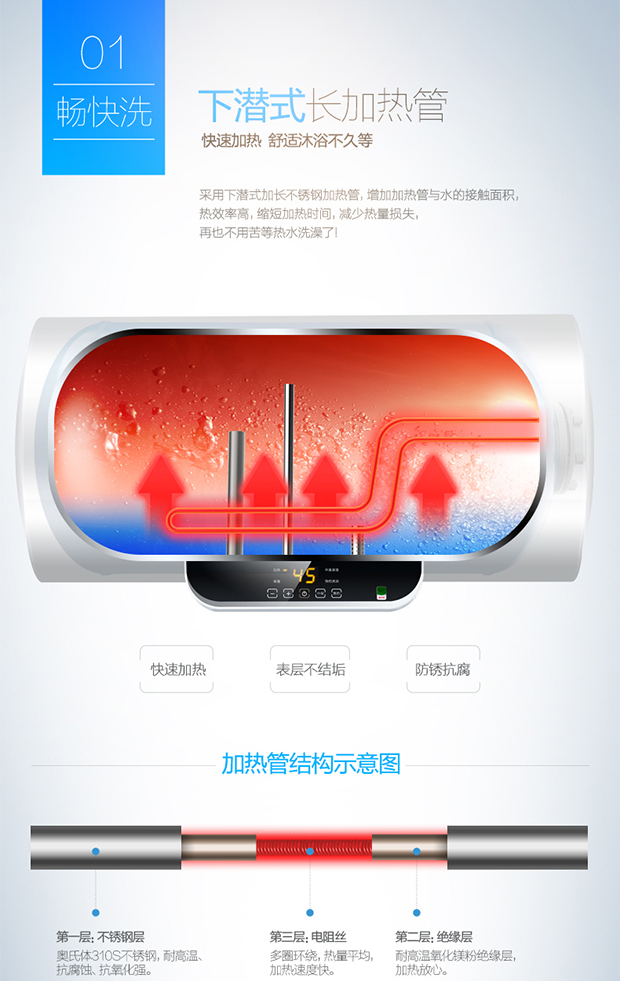 01
畅快洗
下潜式长加热管
快速加热 舒适沐浴不久等
采用下潜式加长不锈钢加热管，增加加热管与水的接触面积，
热效率高，缩短加热时间，减少热量损失，
再也不用苦等热水洗澡了！
45
快速加热
表层不结垢
防锈抗腐
加热管结构示意图
第一层：不锈钢层
奥氏体310S不锈钢，耐高温、
抗腐蚀、抗氧化强。
第三层：电阻丝
多圈环绕，热量平均，
加热速度快。
第二层：绝缘层
耐高温氧化镁粉绝缘层，
加热放心。